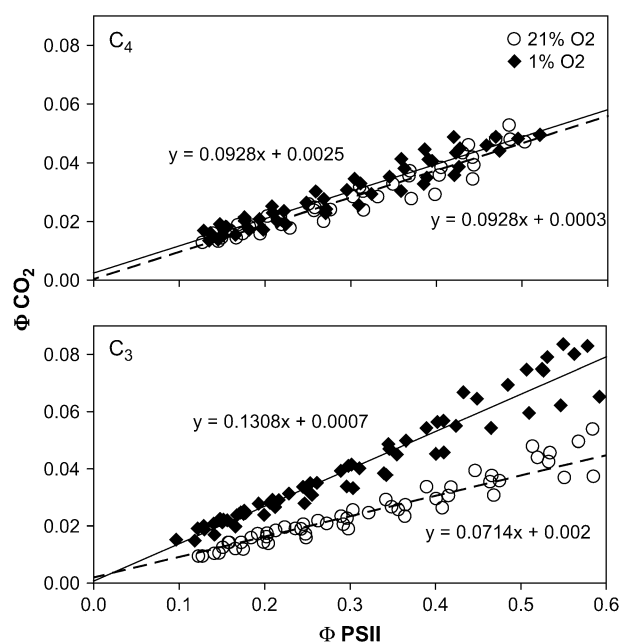 C4
21% O2
1% O2
0.08
0.06
0.04
0.02
0.00
y = 0.0928x + 0.0025
y = 0.0928x + 0.0003
Φ CO2
C3
0.08
0.06
0.04
0.02
0.00
y = 0.1308x + 0.0007
y = 0.0714x + 0.002
0.0 0.1 0.2 0.3 0.4 0.5 0.6
Φ PSII